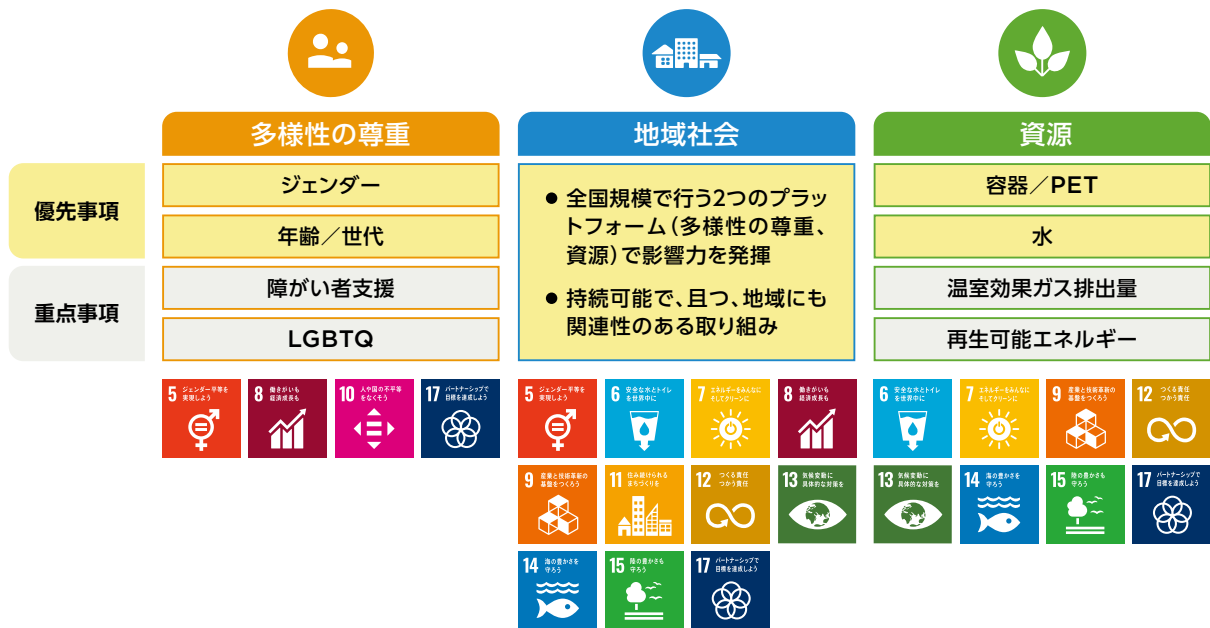 多様性の尊重
地域社会
資源
優先事項
重点事項
ジェンダー
年齢／世代
障がい者支援
LGBTQ
● 全国規模で行う2つのプラッ
トフォーム（多様性の尊重、
資源）で影響力を発揮
● 持続可能で、且つ、地域にも
関連性のある取り組み
容器／PET
水
温室効果ガス排出量
再生可能エネルギー
5 ジェンダー平等を
実現しよう
8 働きがいも
経済成長も
10 人や国の不平等
をなくそう
17 パートナーシップで
目標を達成しよう
5 ジェンダー平等を
実現しよう
6 安全な水とトイレ
を世界中に
7 エネルギーをみんなに
そしてクリーンに
8 働きがいも
経済成長も
9 産業と技術革新の
基盤をつくろう
11 住み続けられる
まちづくりを
12 つくる責任
つかう責任
13 気候変動に
具体的な対策を
14 海の豊かさを
守ろう
15 陸の豊かさも
守ろう
17 パートナーシップで
目標を達成しよう
6 安全な水とトイレ
を世界中に
7 エネルギーをみんなに
そしてクリーンに
9 産業と技術革新の
基盤をつくろう
12 つくる責任
つかう責任
13 気候変動に
具体的な対策を
14 海の豊かさを
守ろう
15 陸の豊かさも
守ろう
17 パートナーシップで
目標を達成しよう